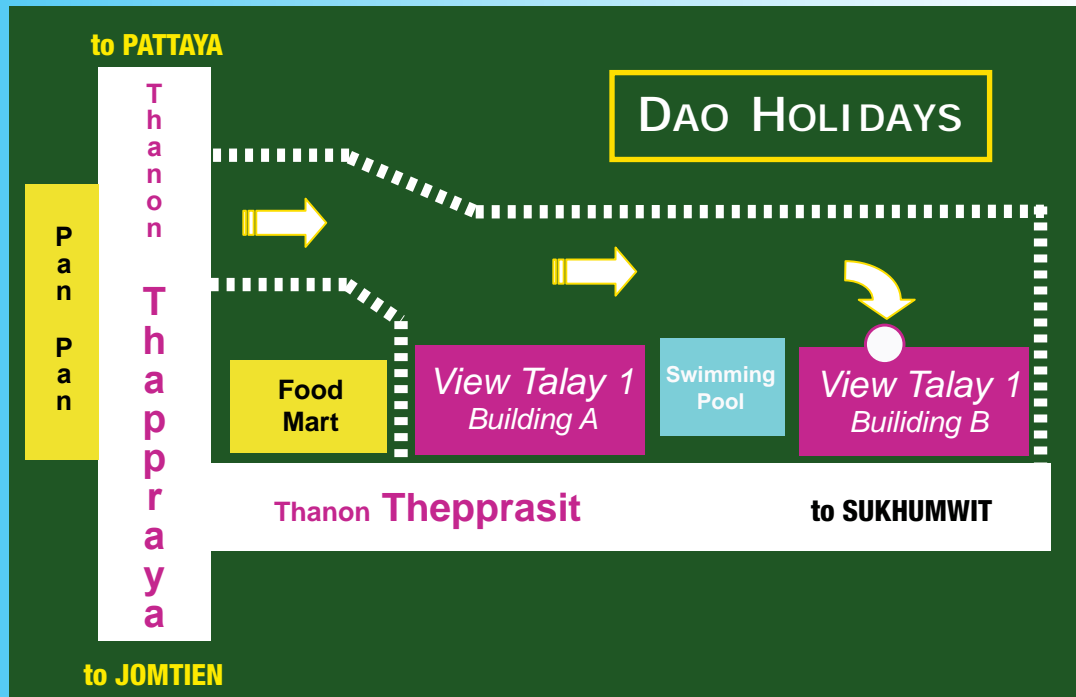 to PATTAYA
DAO HOLIDAYS
Thanon Thappraya
Pan Pan
Food
Mart
View Talay 1
Building A
Swimming
Pool
View Talay 1
Builiding B
Thanon Thepprasit
to SUKHUMWIT
to JOMTIEN